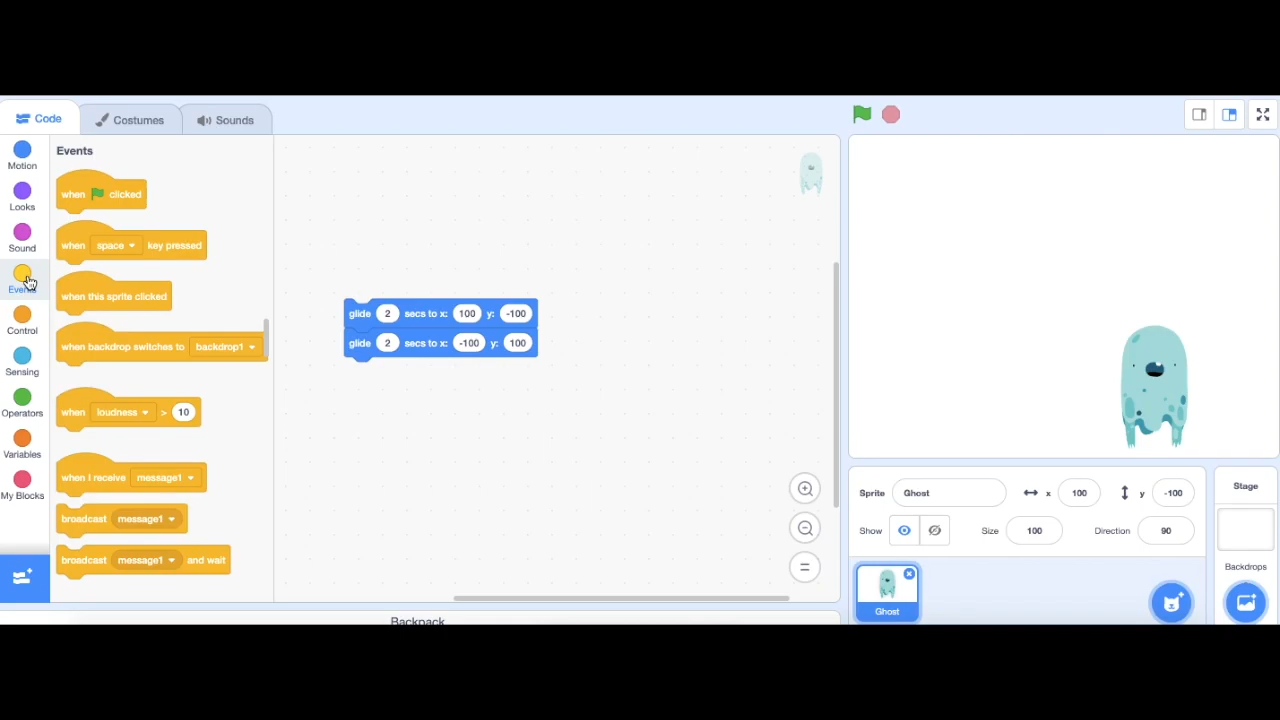 Code Costumes Sounds
Motion
Looks
Sound
Events
Control
Sensing
Operators
Variables
My Blocks
Events
when clicked
when space key pressed
when this sprite clicked
when backdrop switches to backdrop1
when loudness > 10
when I receive message1
broadcast message1
broadcast message1 and wait
glide 2 secs to x: 100 y: -100
glide 2 secs to x: -100 y: 100
Backpack
Sprite Ghost x 100 y -100
Show Size 100 Direction 90
Ghost
Stage
Backdrops